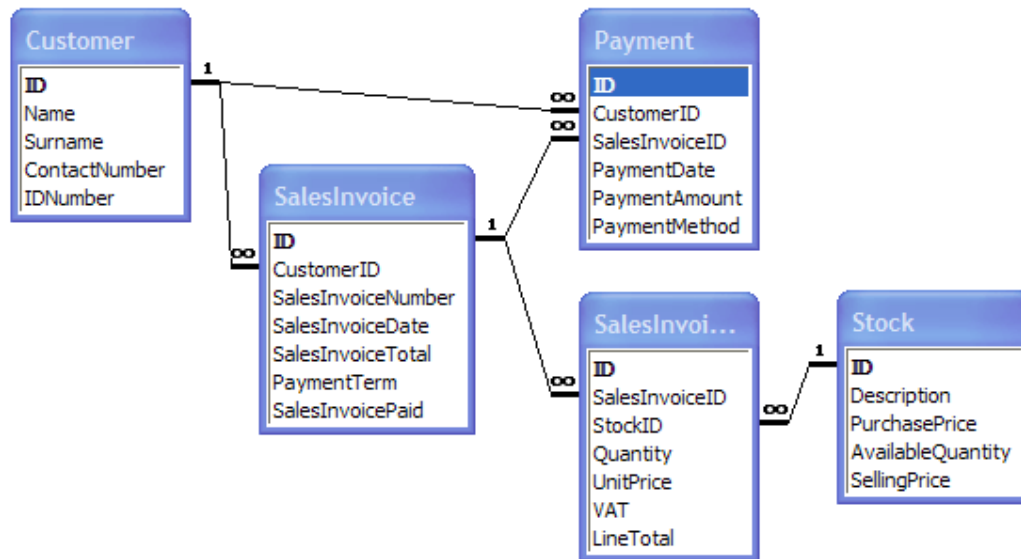 Customer
ID
Name
Surname
ContactNumber
IDNumber
1
∞
SalesInvoice
ID
CustomerID
SalesInvoiceNumber
SalesInvoiceDate
SalesInvoiceTotal
PaymentTerm
SalesInvoicePaid
1
∞
∞
Payment
ID
CustomerID
SalesInvoiceID
PaymentDate
PaymentAmount
PaymentMethod
∞
SalesInvoi...
ID
SalesInvoiceID
StockID
Quantity
UnitPrice
VAT
LineTotal
∞
1
Stock
ID
Description
PurchasePrice
AvailableQuantity
SellingPrice